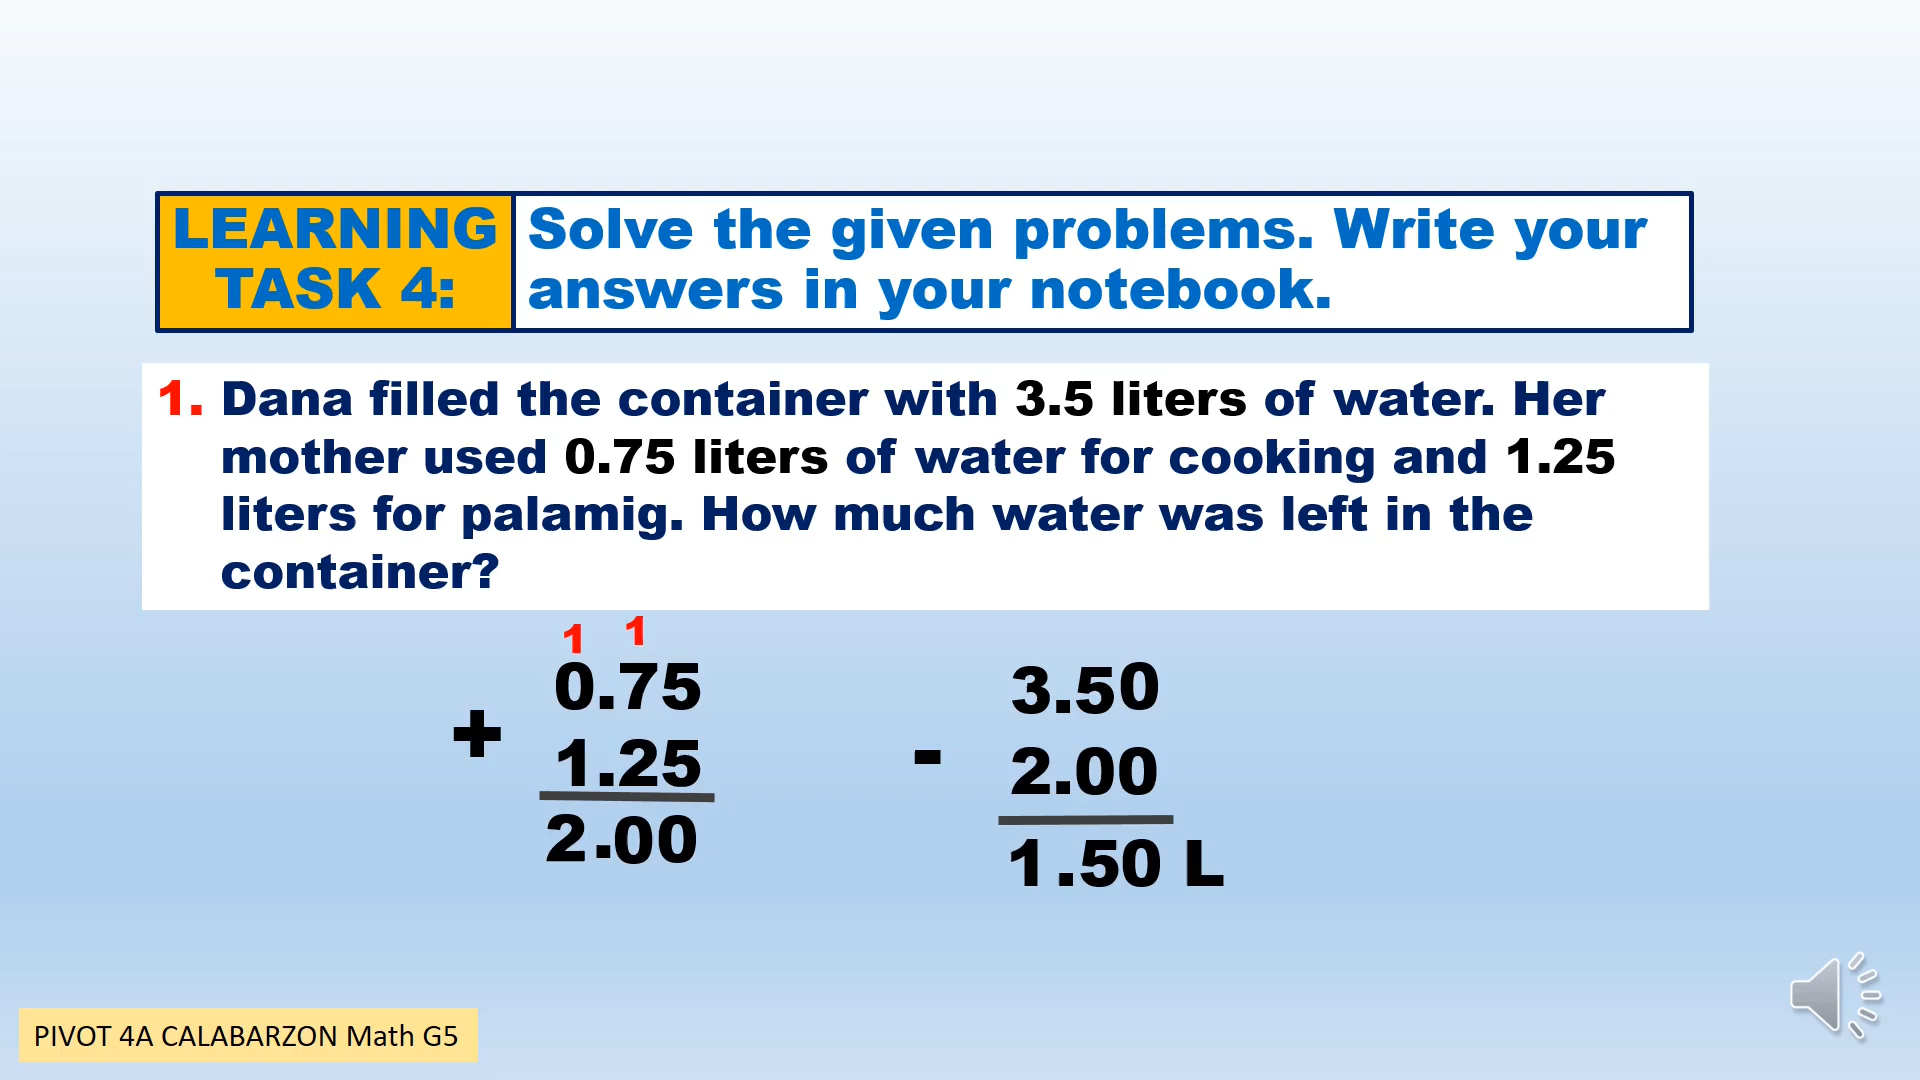 LEARNING TASK 4:
Solve the given problems. Write your
answers in your notebook.
1. Dana filled the container with 3.5 liters of water. Her
mother used 0.75 liters of water for cooking and 1.25
liters for palamig. How much water was left in the
container?
1 1
0.75
+ 1.25
2.00
3.50
- 2.00
1.50 L
PIVOT 4A CALABARZON Math G5